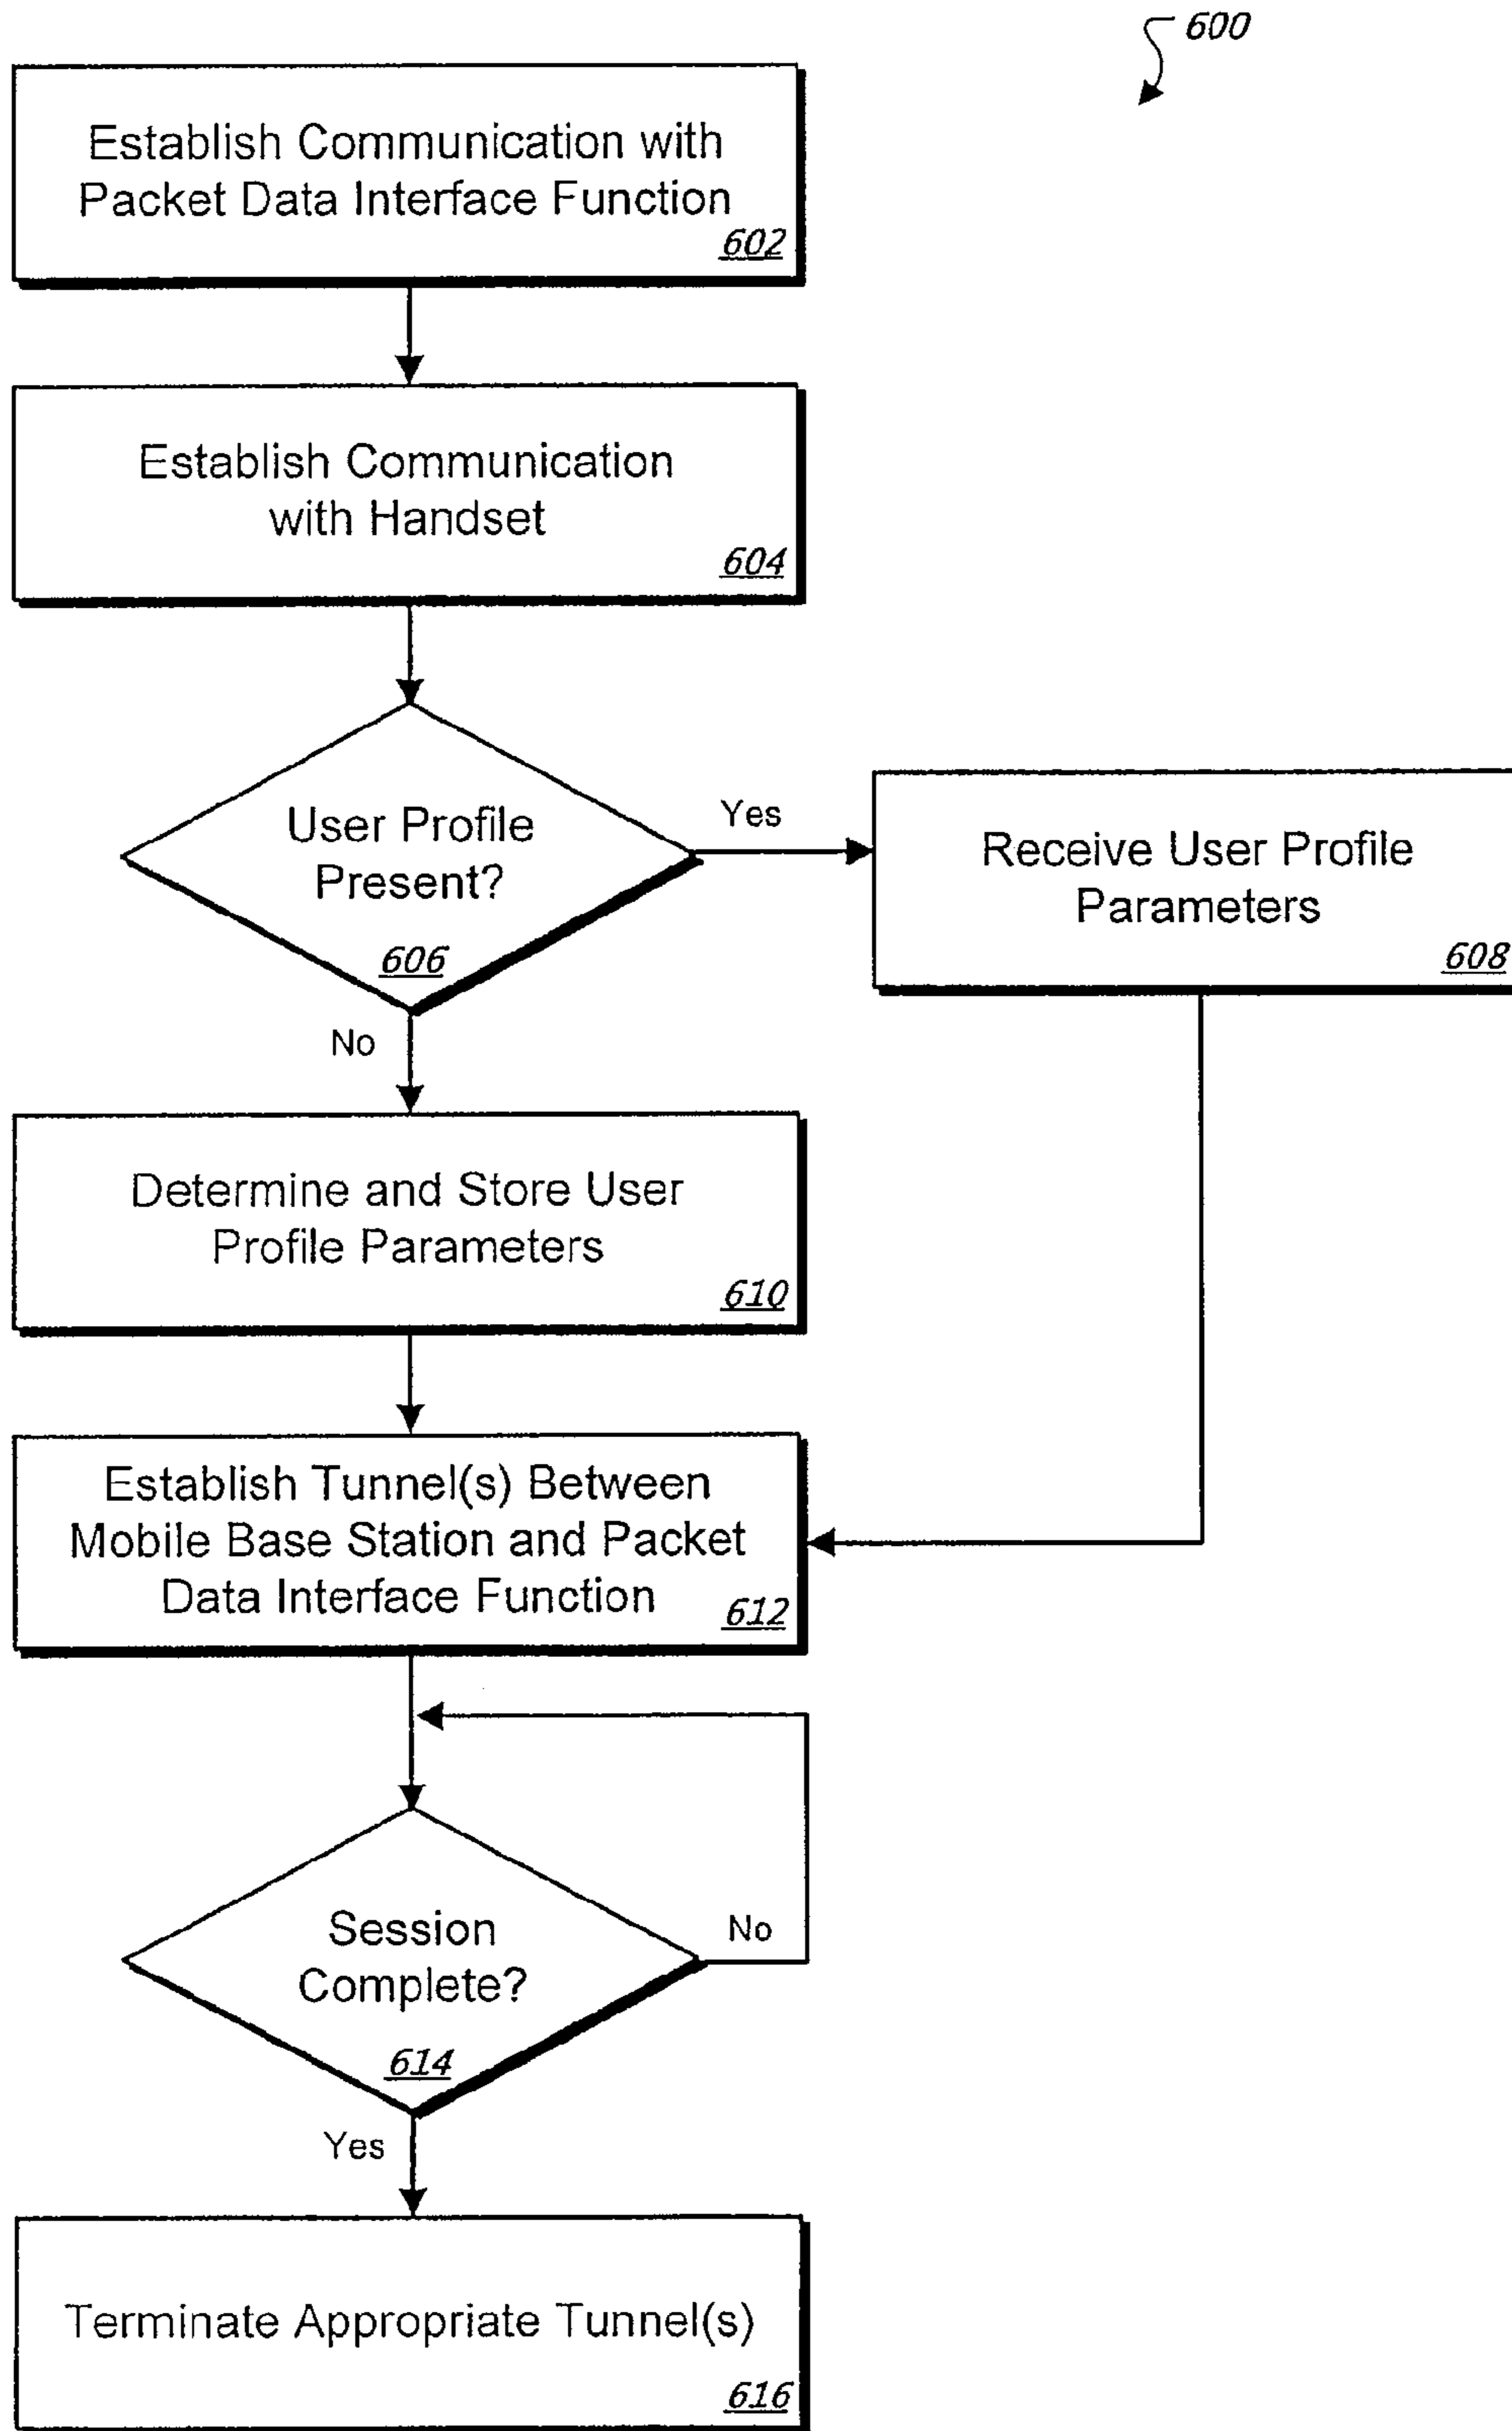 600
Establish Communication with
Packet Data Interface Function
602
Establish Communication
with Handset
604
User Profile
Present?
606
Yes
Receive User Profile
Parameters
608
No
Determine and Store User
Profile Parameters
610
Establish Tunnel(s) Between
Mobile Base Station and Packet
Data Interface Function
612
Session
Complete?
614
No
Yes
Terminate Appropriate Tunnel(s)
616